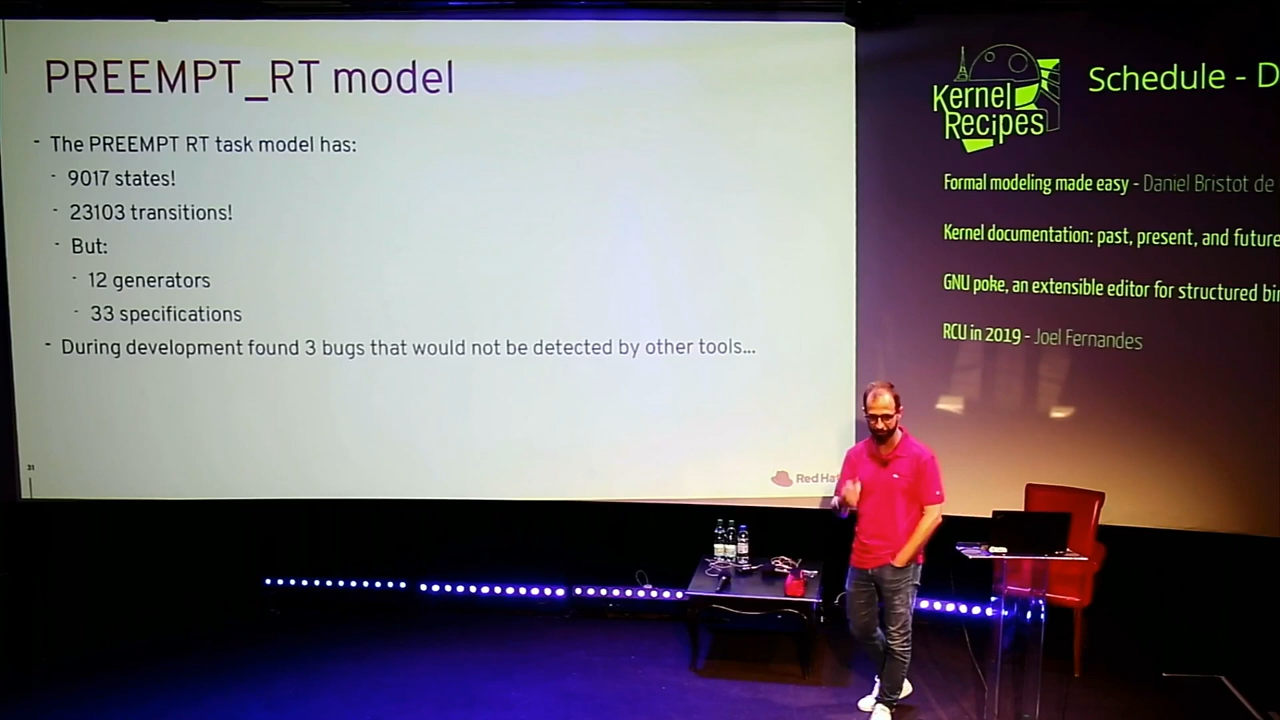 PREEMPT_RT model
- The PREEMPT RT task model has:
- 9017 states!
- 23103 transitions!
- But:
- 12 generators
- 33 specifications
- During development found 3 bugs that would not be detected by other tools...
31
Red Ha
Kernel
Recipes
Schedule - D
Formal modeling made easy - Daniel Bristot de
Kernel documentation: past, present, and future
GNU poke, an extensible editor for structured bi
RCU in 2019 - Joel Fernandes